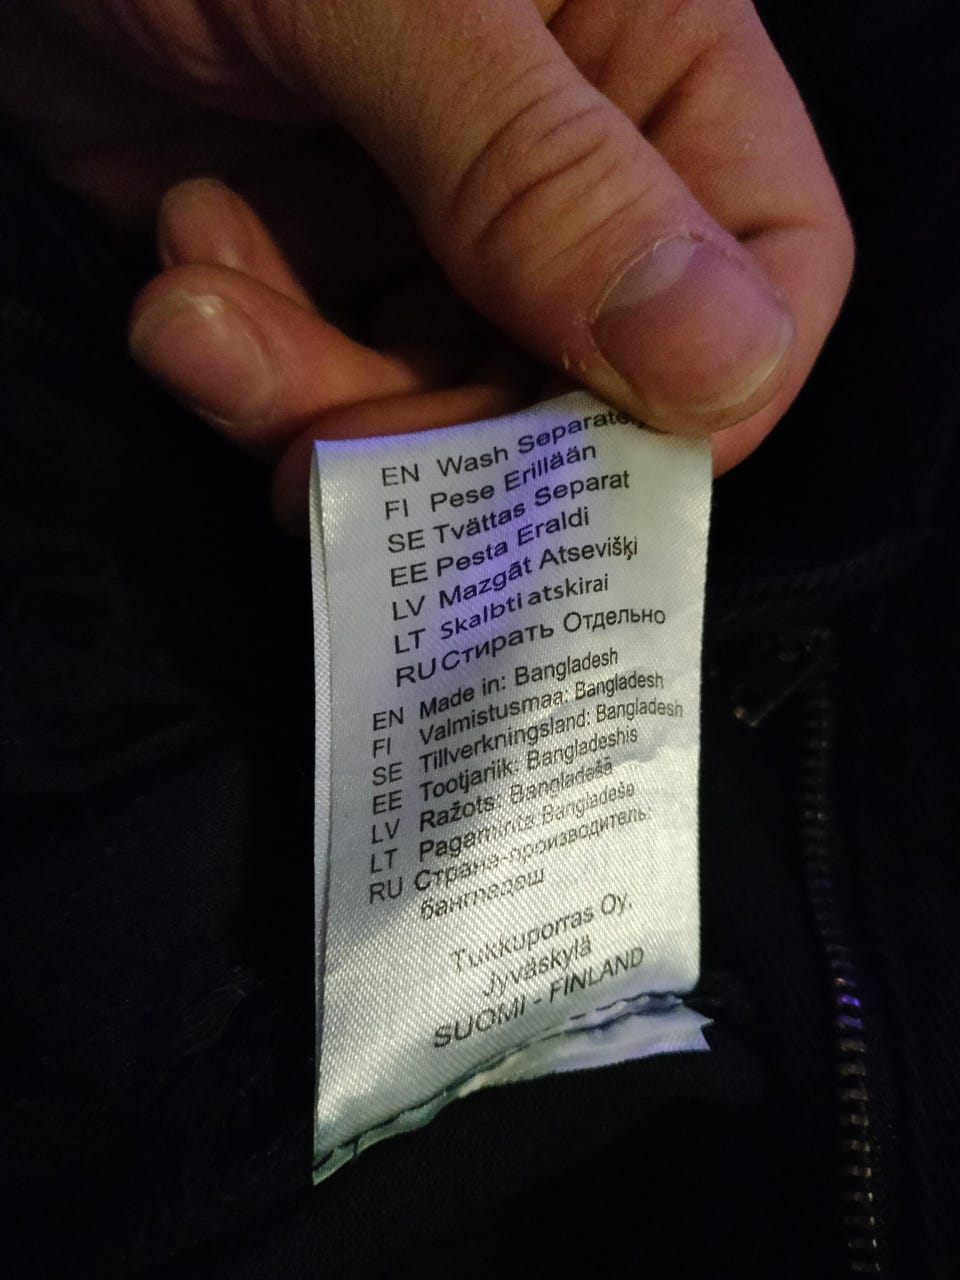 EN Wash Separately
FI Pese Erillään
SE Tvättas Separat
EE Pesta Eraldi
LV Mazgāt Atsevišķi
LT Skalbti atskirai
RU Стирать Отдельно
EN Made in: Bangladesh
FI Valmistusmaa: Bangladesh
SE Tillverkningsland: Bangladesh
EE Tootjariik: Bangladeshis
LV Ražots: Bangladešā
LT Pagaminta Bangladeše
RU Страна-производитель:
бангладеш
Tukkuporras Oy,
Jyväskylä
SUOMI - FINLAND